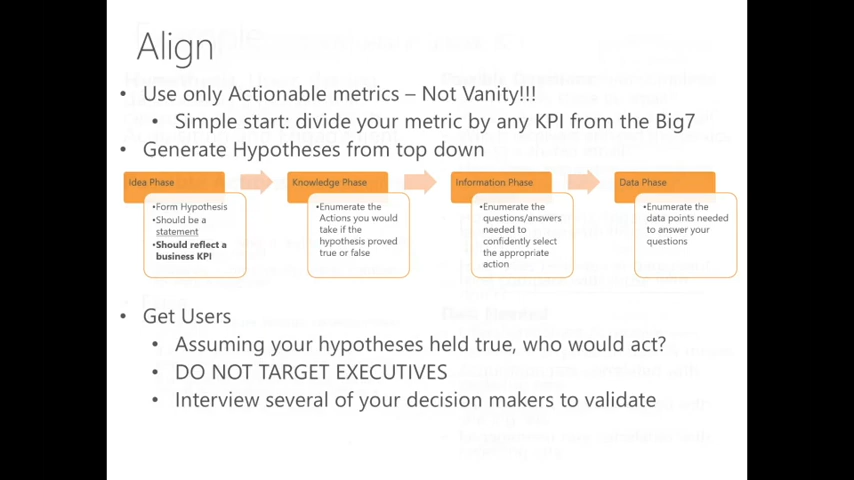 Align
• Use only Actionable metrics – Not Vanity!!!
• Simple start: divide your metric by any KPI from the Big7
• Generate Hypotheses from top down
Idea Phase
•Form Hypothesis
•Should be a
statement
•Should reflect a
business KPI
Knowledge Phase
•Enumerate the
Actions you would
take if the
hypothesis proved
true or false
Information Phase
•Enumerate the
questions/answers
needed to
confidently select
the appropriate
action
Data Phase
•Enumerate the
data points needed
to answer your
questions
• Get Users
• Assuming your hypotheses held true, who would act?
• DO NOT TARGET EXECUTIVES
• Interview several of your decision makers to validate